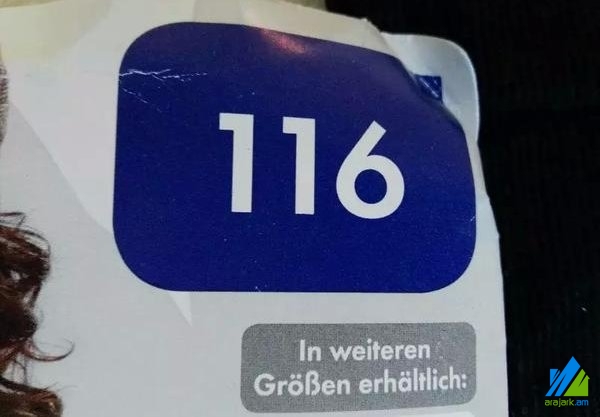 116
In weiteren
Größen erhältlich:
arajark.am